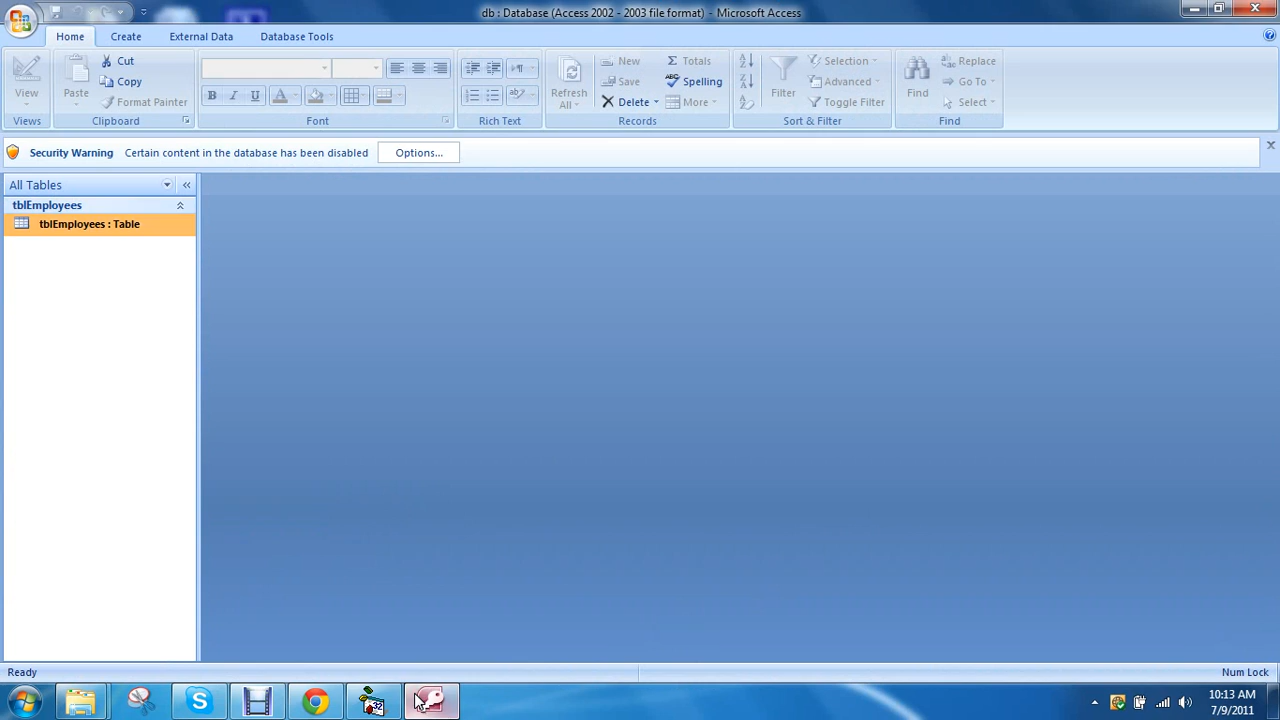 db : Database (Access 2002 - 2003 file format) - Microsoft Access
Home Create External Data Database Tools
View
Views
Paste
Cut
Copy
Format Painter
Clipboard
B I U A
Font
Rich Text
Refresh All
New
Save
Delete
Totals
Spelling
More
Records
Filter
Selection
Advanced
Toggle Filter
Sort & Filter
Find
Replace
Go To
Select
Find
Security Warning Certain content in the database has been disabled Options...
All Tables
tblEmployees
tblEmployees : Table
Ready Num Lock
32
10:13 AM
7/9/2011